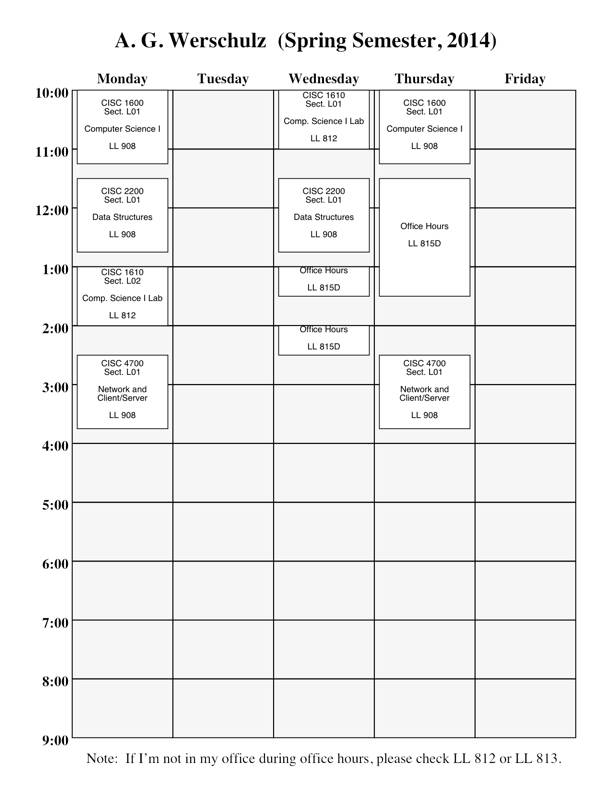 A. G. Werschulz (Spring Semester, 2014)
Monday Tuesday Wednesday Thursday Friday
10:00
CISC 1600
Sect. L01
Computer Science I
LL 908
CISC 1610
Sect. L01
Comp. Science I Lab
LL 812
CISC 1600
Sect. L01
Computer Science I
LL 908
11:00
CISC 2200
Sect. L01
Data Structures
LL 908
CISC 2200
Sect. L01
Data Structures
LL 908
Office Hours
LL 815D
12:00
1:00
CISC 1610
Sect. L02
Comp. Science I Lab
LL 812
Office Hours
LL 815D
2:00
Office Hours
LL 815D
CISC 4700
Sect. L01
Network and
Client/Server
LL 908
CISC 4700
Sect. L01
Network and
Client/Server
LL 908
3:00
4:00
5:00
6:00
7:00
8:00
9:00
Note: If I'm not in my office during office hours, please check LL 812 or LL 813.